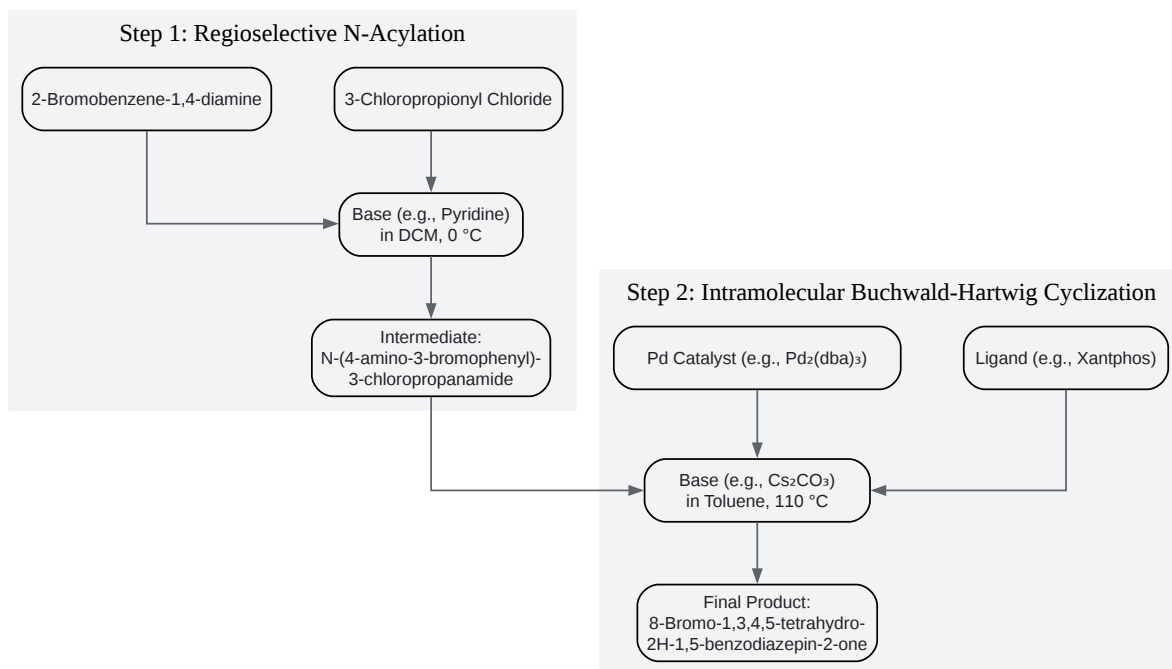 Step 1: Regioselective N-Acylation
2-Bromobenzene-1,4-diamine
3-Chloropropionyl Chloride
Base (e.g., Pyridine)
in DCM, 0 °C
Intermediate:
N-(4-amino-3-bromophenyl)-
3-chloropropanamide
Step 2: Intramolecular Buchwald-Hartwig Cyclization
Pd Catalyst (e.g., Pd₂(dba)₃)
Ligand (e.g., Xantphos)
Base (e.g., Cs₂CO₃)
in Toluene, 110 °C
Final Product:
8-Bromo-1,3,4,5-tetrahydro-
2H-1,5-benzodiazepin-2-one